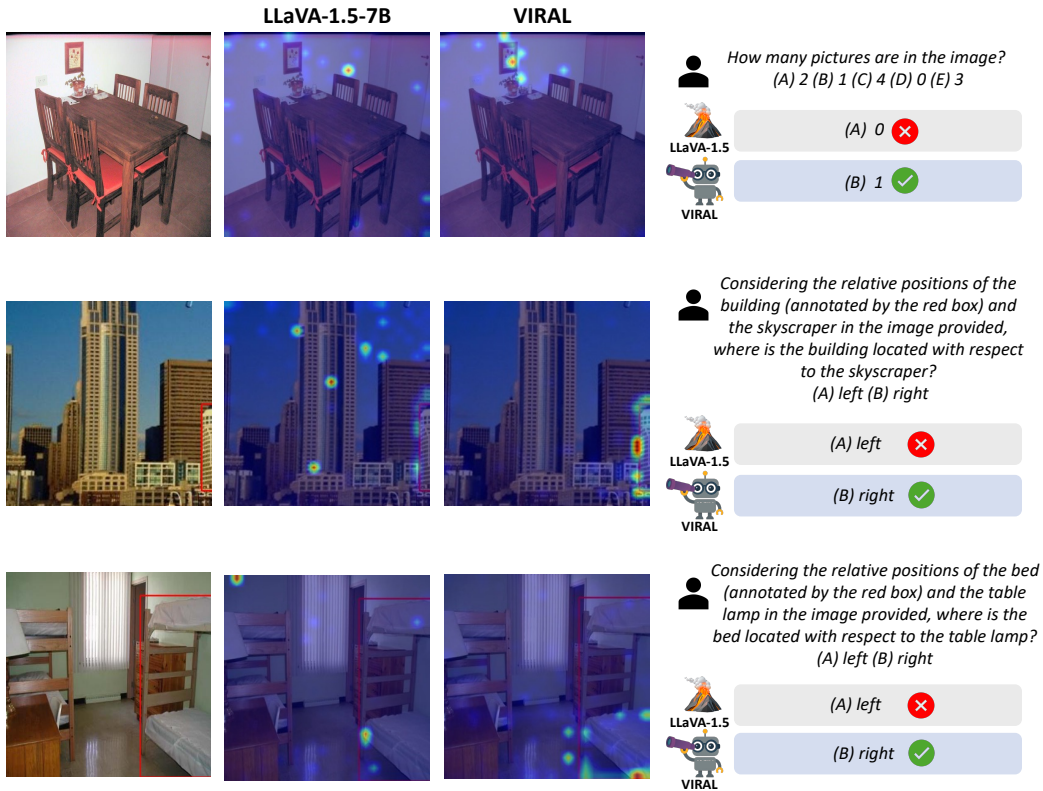 LLaVA-1.5-7B
VIRAL
How many pictures are in the image?
(A) 2 (B) 1 (C) 4 (D) 0 (E) 3
LLaVA-1.5
(A) 0
VIRAL
(B) 1
Considering the relative positions of the
building (annotated by the red box) and
the skyscraper in the image provided,
where is the building located with respect
to the skyscraper?
(A) left (B) right
LLaVA-1.5
(A) left
VIRAL
(B) right
Considering the relative positions of the bed
(annotated by the red box) and the table
lamp in the image provided, where is the
bed located with respect to the table lamp?
(A) left (B) right
LLaVA-1.5
(A) left
VIRAL
(B) right